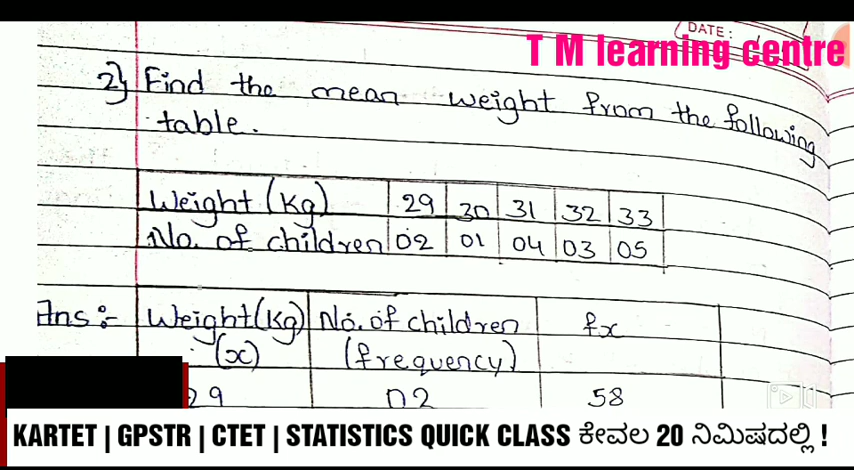 DATE:
T M learning centre
2} Find the mean weight from the following
table.
Weight (Kg) 29 30 31 32 33
No. of children 02 01 04 03 05
Ans :- Weight (Kg) No. of children fx
(x) (frequency)
29 02 58
KARTET | GPSTR | CTET | STATISTICS QUICK CLASS ಕೇವಲ 20 ನಿಮಿಷದಲ್ಲಿ !